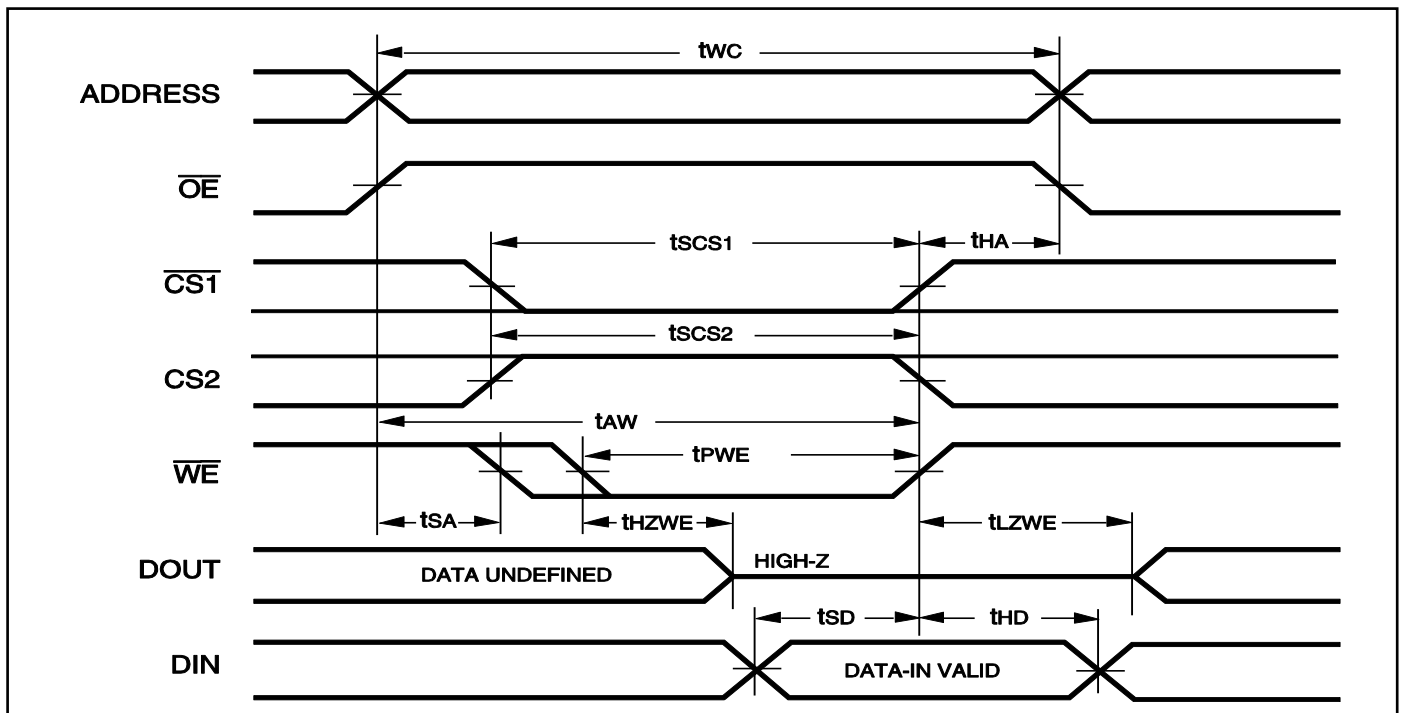 tWC
ADDRESS
OE
tSCS1
tHA
CS1
tSCS2
CS2
tAW
tPWE
WE
tSA
tHZWE
tLZWE
DOUT
DATA UNDEFINED
HIGH-Z
tSD
tHD
DIN
DATA-IN VALID